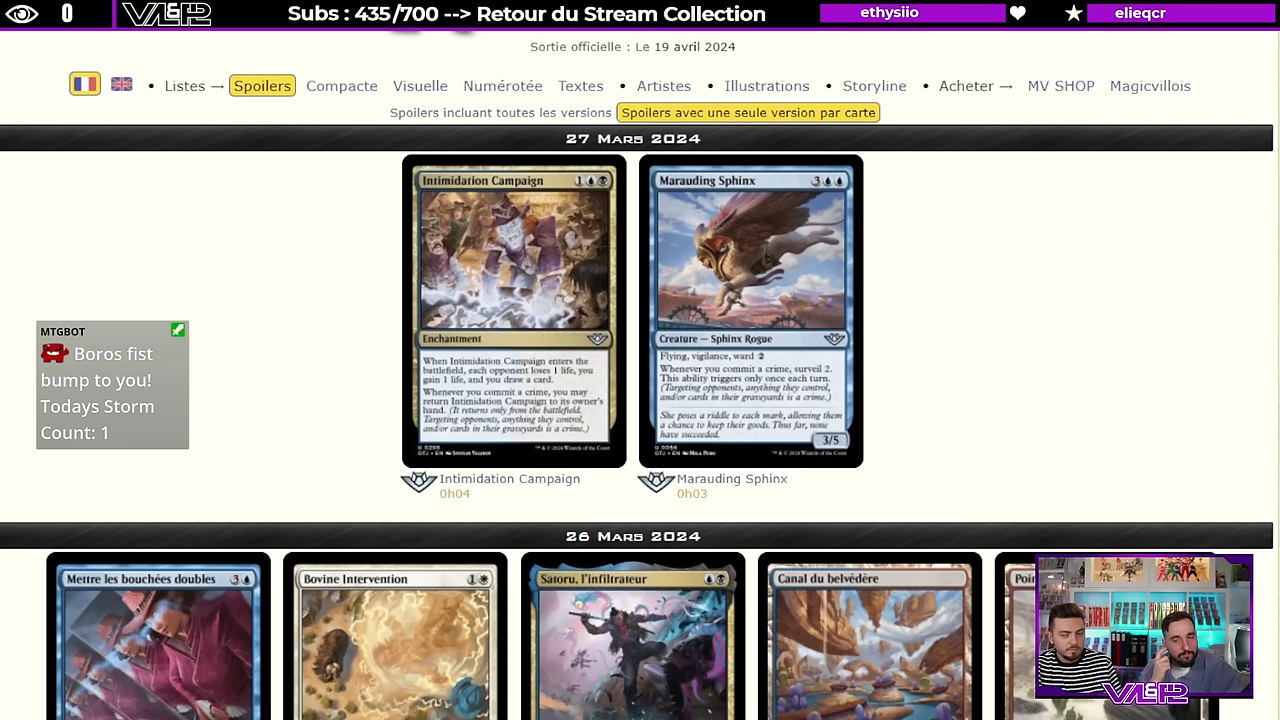 0
VA&P2
Subs : 435/700 --> Retour du Stream Collection
ethysiio
elieqcr
Sortie officielle : Le 19 avril 2024
• Listes → Spoilers Compacte Visuelle Numérotée Textes • Artistes • Illustrations • Storyline • Acheter → MV SHOP Magicvillois
Spoilers incluant toutes les versions Spoilers avec une seule version par carte
27 Mars 2024
Intimidation Campaign 1
Enchantment
When Intimidation Campaign enters the
battlefield, each opponent loses 1 life, you
gain 1 life, and you draw a card.
Whenever you commit a crime, you may
return Intimidation Campaign to its owner's
hand. (It returns only from the battlefield.
Targeting opponents, anything they control,
and/or cards in their graveyards is a crime.)
Marauding Sphinx 3
Creature — Sphinx Rogue
Flying, vigilance, ward 2
Whenever you commit a crime, surveil 2.
This ability triggers only once each turn.
(Targeting opponents, anything they control,
and/or cards in their graveyards is a crime.)
She poses a riddle to each mark, allowing them
a chance to keep their goods. Thus far, none
have succeeded.
3/5
Intimidation Campaign
0h04
Marauding Sphinx
0h03
MTGBOT
Boros fist
bump to you!
Todays Storm
Count: 1
26 Mars 2024
Mettre les bouchées doubles 3
Bovine Intervention 1
Satoru, l'infiltrateur
Canal du belvédère